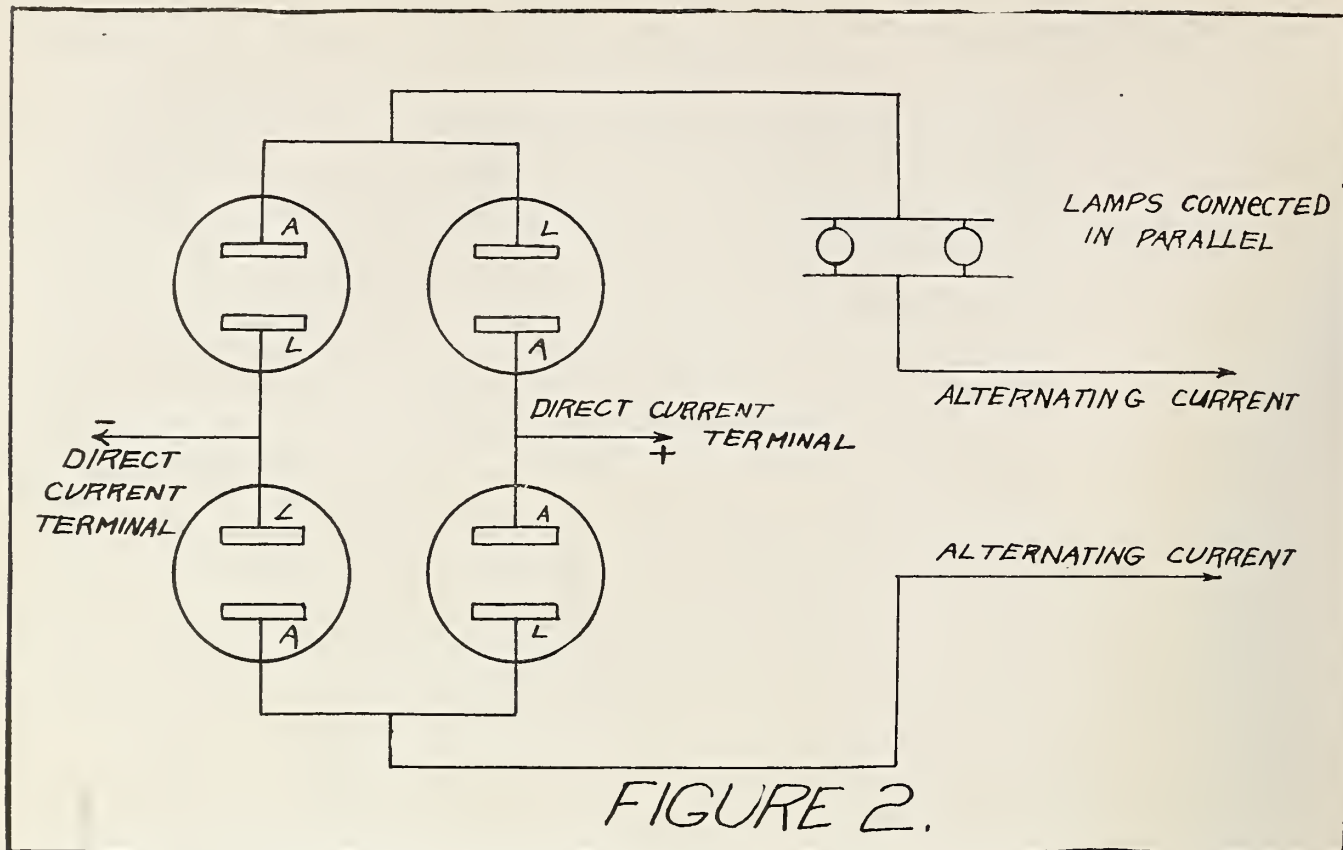 A
L
L
A
LAMPS CONNECTED
IN PARALLEL
ALTERNATING CURRENT
-
DIRECT
CURRENT
TERMINAL
DIRECT CURRENT
TERMINAL
+
L
A
A
L
ALTERNATING CURRENT
FIGURE 2.